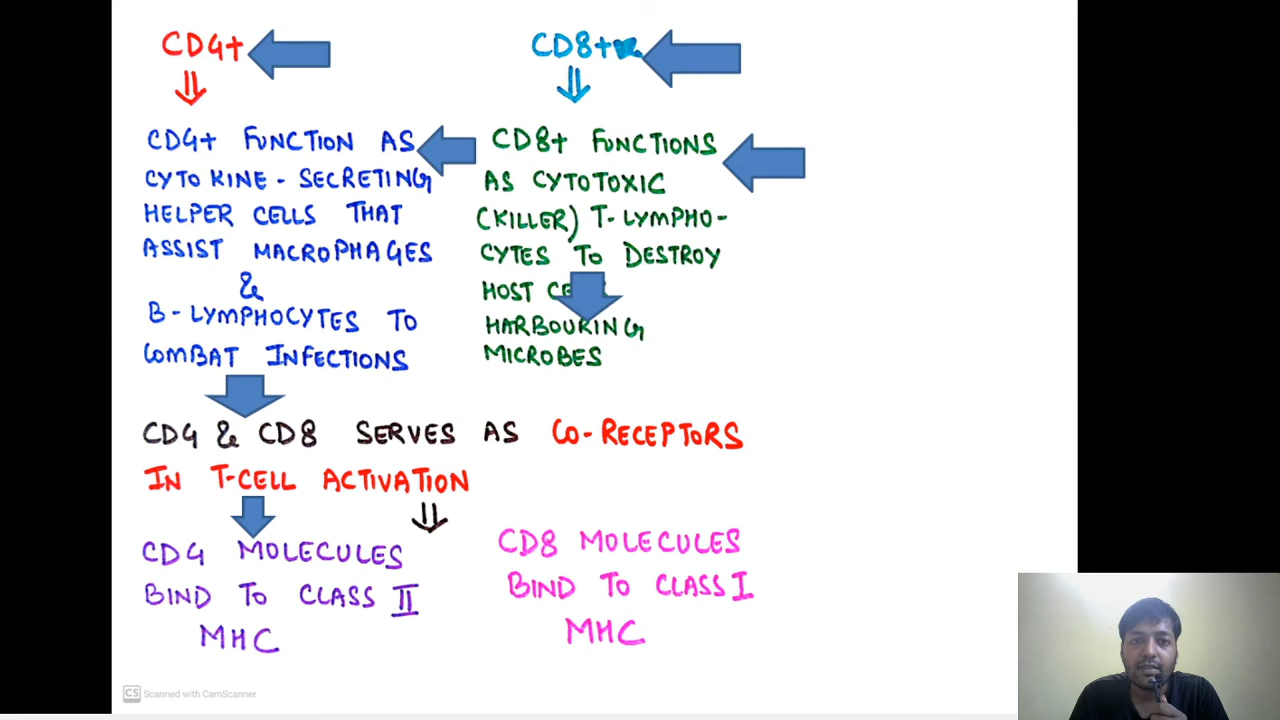 CD4+
CD4+ FUNCTION AS
CYTOKINE - SECRETING
HELPER CELLS THAT
ASSIST MACROPHAGES
&
B-LYMPHOCYTES TO
COMBAT INFECTIONS
CD8+
CD8+ FUNCTIONS
AS CYTOTOXIC
(KILLER) T-LYMPHO-
CYTES TO DESTROY
HOST
HARBOURING
MICROBES
CD4 & CD8 SERVES AS CO-RECEPTORS
IN T-CELL ACTIVATION
CD4 MOLECULES
BIND TO CLASS II
MHC
CD8 MOLECULES
BIND TO CLASS I
MHC
CS Scanned with CamScanner